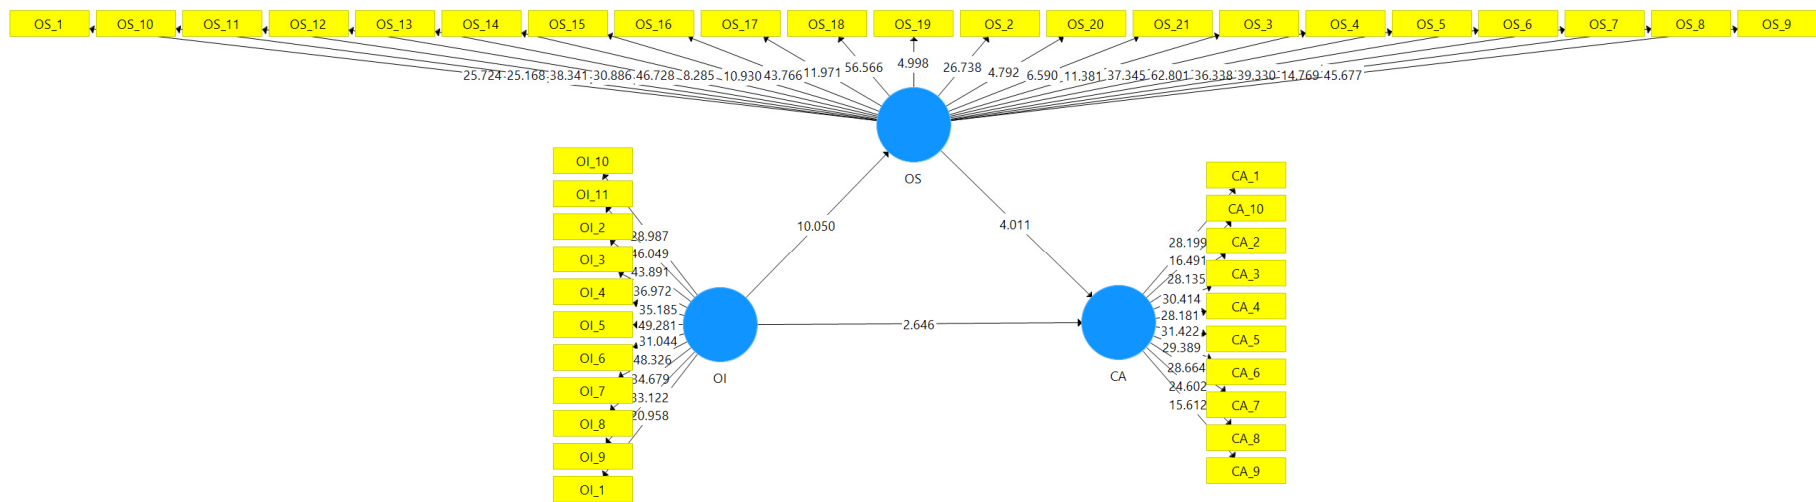 OS_1 OS_10 OS_11 OS_12 OS_13 OS_14 OS_15 OS_16 OS_17 OS_18 OS_19 OS_2 OS_20 OS_21 OS_3 OS_4 OS_5 OS_6 OS_7 OS_8 OS_9
25.724 25.168 38.341 30.886 46.728 8.285 10.930 43.766 11.971 56.566 4.998 26.738 4.792 6.590 11.381 37.345 62.801 36.338 39.330 14.769 45.677
OS
OI_10
OI_11
OI_2
OI_3
OI_4
OI_5
OI_6
OI_7
OI_8
OI_9
OI_1
28.987
46.049
43.891
36.972
35.185
49.281
31.044
48.326
34.679
33.122
20.958
OI
10.050
4.011
2.646
CA
28.199
16.491
28.135
30.414
28.181
31.422
29.389
28.664
24.602
15.612
CA_1
CA_10
CA_2
CA_3
CA_4
CA_5
CA_6
CA_7
CA_8
CA_9